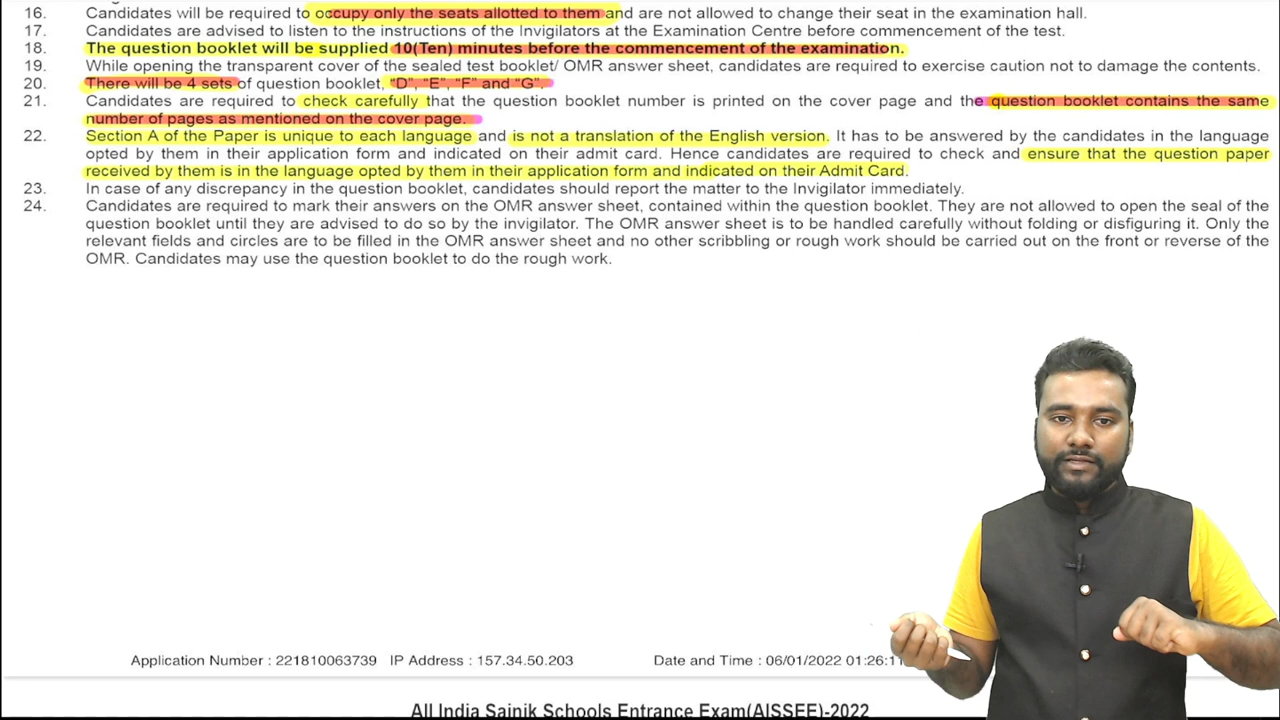 16. Candidates will be required to occupy only the seats allotted to them and are not allowed to change their seat in the examination hall.
17. Candidates are advised to listen to the instructions of the Invigilators at the Examination Centre before commencement of the test.
18. The question booklet will be supplied 10(Ten) minutes before the commencement of the examination.
19. While opening the transparent cover of the sealed test booklet/ OMR answer sheet, candidates are required to exercise caution not to damage the contents.
20. There will be 4 sets of question booklet, "D", "E", "F" and "G".
21. Candidates are required to check carefully that the question booklet number is printed on the cover page and the question booklet contains the same
number of pages as mentioned on the cover page.
22. Section A of the Paper is unique to each language and is not a translation of the English version. It has to be answered by the candidates in the language
opted by them in their application form and indicated on their admit card. Hence candidates are required to check and ensure that the question paper
received by them is in the language opted by them in their application form and indicated on their Admit Card.
23. In case of any discrepancy in the question booklet, candidates should report the matter to the Invigilator immediately.
24. Candidates are required to mark their answers on the OMR answer sheet, contained within the question booklet. They are not allowed to open the seal of the
question booklet until they are advised to do so by the invigilator. The OMR answer sheet is to be handled carefully without folding or disfiguring it. Only the
relevant fields and circles are to be filled in the OMR answer sheet and no other scribbling or rough work should be carried out on the front or reverse of the
OMR. Candidates may use the question booklet to do the rough work.
Application Number : 221810063739 IP Address : 157.34.50.203 Date and Time : 06/01/2022 01:26:11
All India Sainik Schools Entrance Exam(AISSEE)-2022